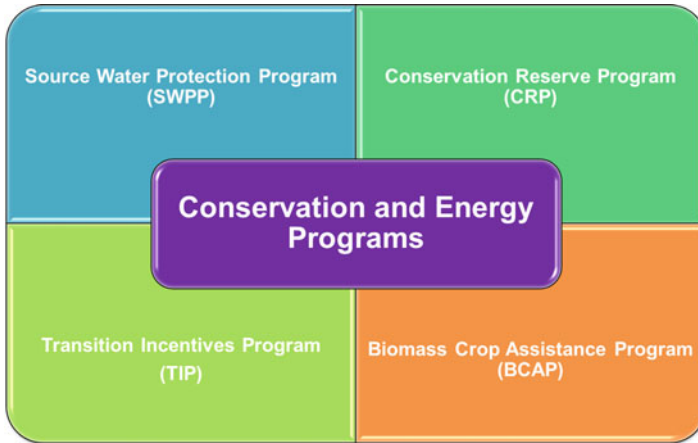 Source Water Protection Program
(SWPP)
Conservation Reserve Program
(CRP)
Conservation and Energy
Programs
Transition Incentives Program
(TIP)
Biomass Crop Assistance Program
(BCAP)